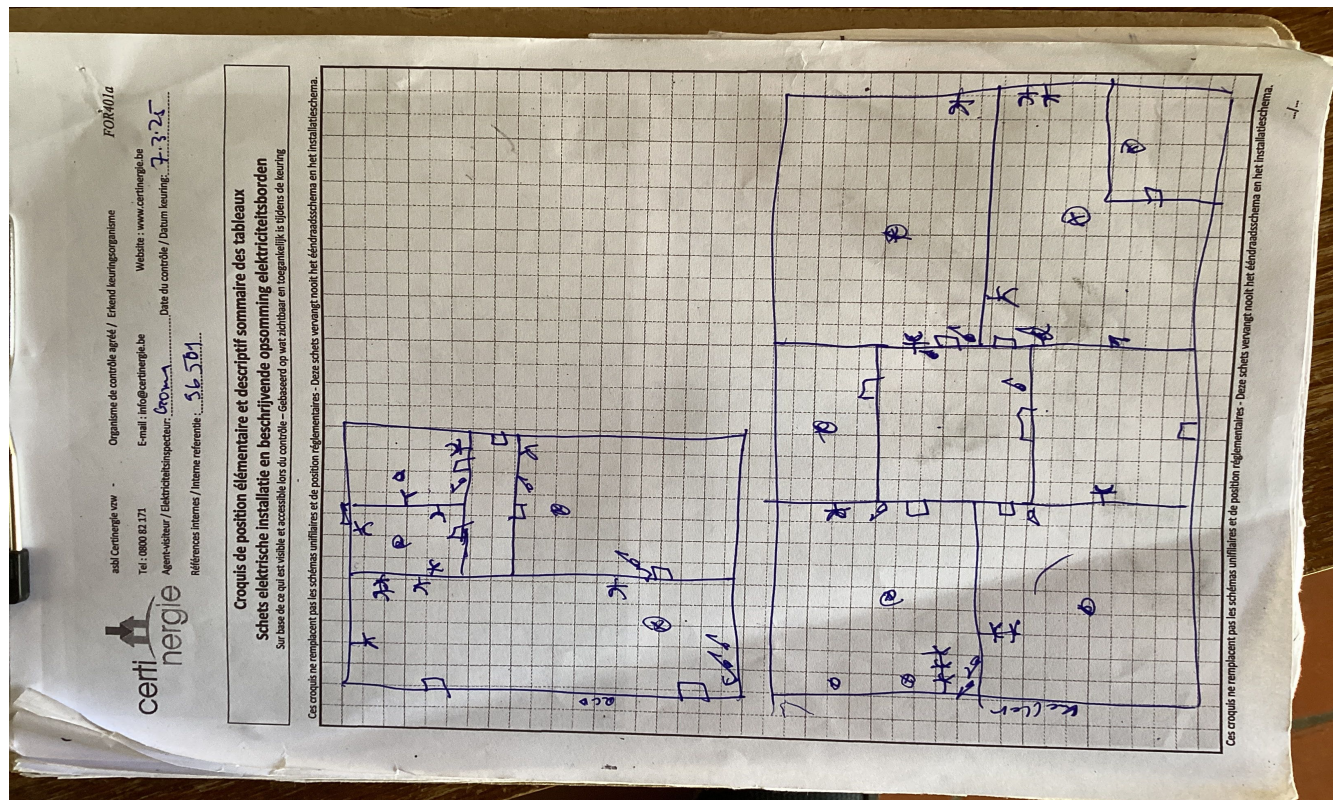 certi
nergie
asbl Certinergie vzw - Organisme de contrôle agréé / Erkend keuringsorganisme FOR401a
Tel : 0800 82 171 E-mail : info@certinergie.be Website : www.certinergie.be
Agent-visiteur / Elektriciteitsinspecteur: Date du contrôle / Datum keuring: 7.3.25
Références internes / Interne referentie : 36 501
Croquis de position élémentaire et descriptif sommaire des tableaux
Schets elektrische installatie en beschrijvende opsomming elektriciteitsborden
Sur base de ce qui est visible et accessible lors du contrôle – Gebaseerd op wat zichtbaar en toegankelijk is tijdens de keuring
Ces croquis ne remplacent pas les schémas unifilaires et de position réglementaires - Deze schets vervangt nooit het ééndraadsschema en het installatieschema.
RCD
Keller
Ces croquis ne remplacent pas les schémas unifilaires et de position réglementaires - Deze schets vervangt nooit het ééndraadsschema en het installatieschema.
-/--